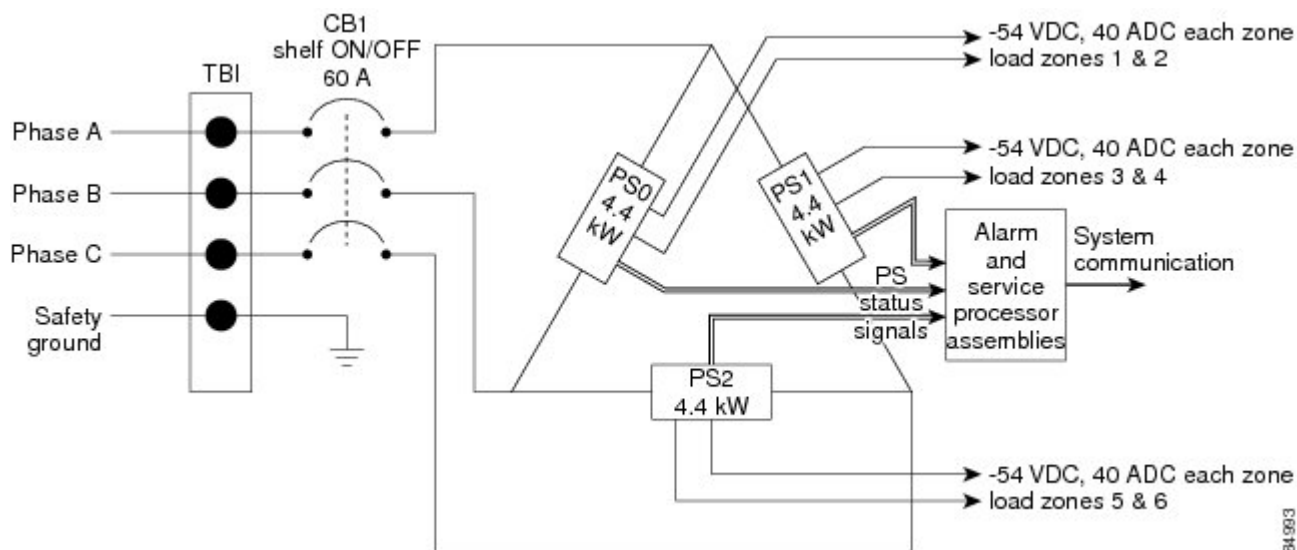 CB1
shelf ON/OFF
60 A
TBI
Phase A
Phase B
Phase C
Safety
ground
PS0
4.4
kW
PS1
4.4
kW
PS2
4.4 kW
-54 VDC, 40 ADC each zone
load zones 1 & 2
-54 VDC, 40 ADC each zone
load zones 3 & 4
PS
status
signals
Alarm
and
service
processor
assemblies
System
communication
-54 VDC, 40 ADC each zone
load zones 5 & 6
84993